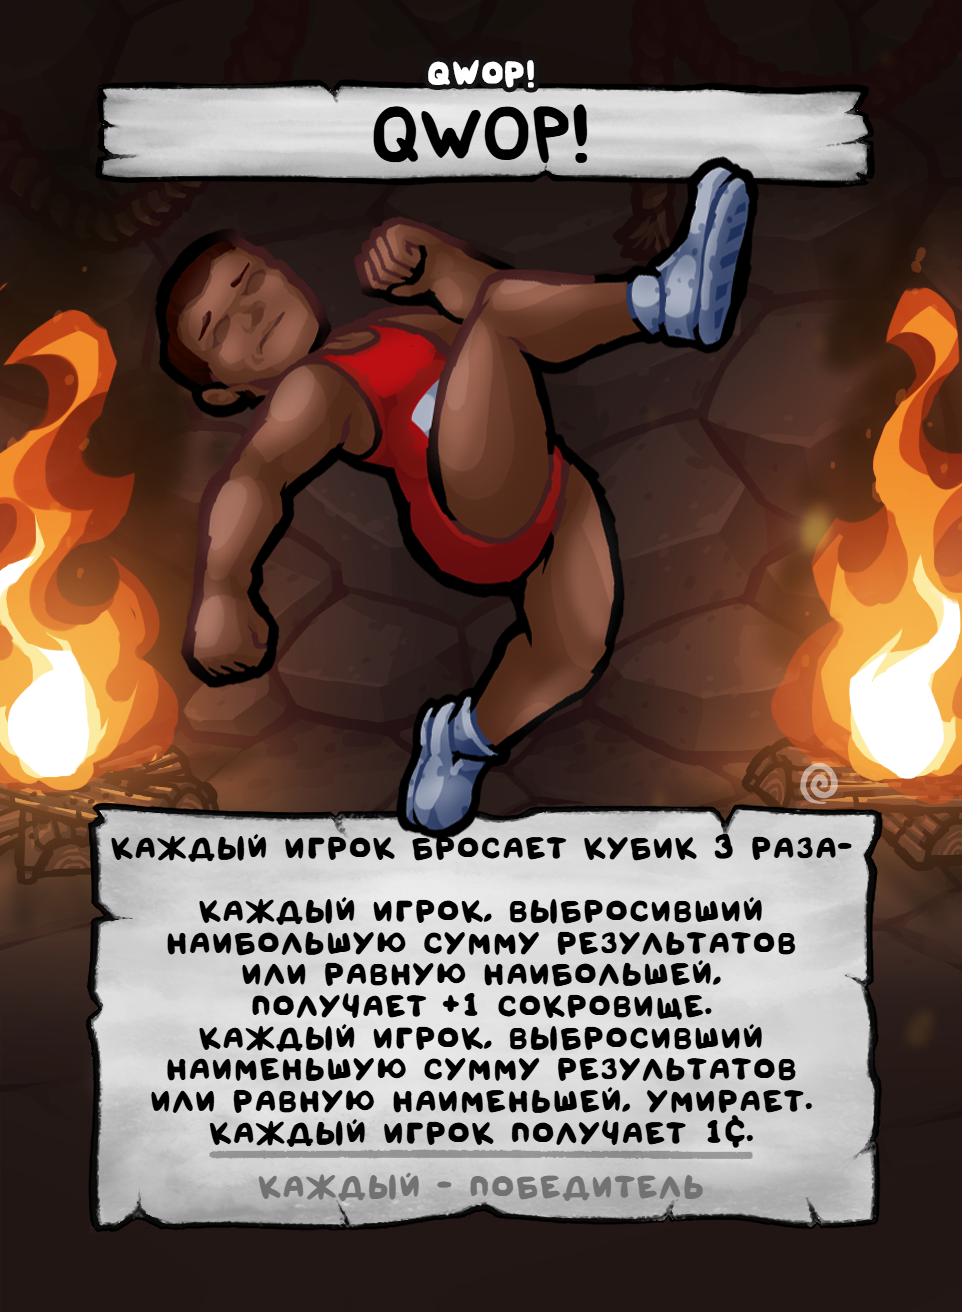 QWOP!
QWOP!
КАЖДЫЙ ИГРОК БРОСАЕТ КУБИК 3 РАЗА-
КАЖДЫЙ ИГРОК, ВЫБРОСИВШИЙ
НАИБОЛЬШУЮ СУММУ РЕЗУЛЬТАТОВ
ИЛИ РАВНУЮ НАИБОЛЬШЕЙ,
ПОЛУЧАЕТ +1 СОКРОВИЩЕ.
КАЖДЫЙ ИГРОК, ВЫБРОСИВШИЙ
НАИМЕНЬШУЮ СУММУ РЕЗУЛЬТАТОВ
ИЛИ РАВНУЮ НАИМЕНЬШЕЙ, УМИРАЕТ.
КАЖДЫЙ ИГРОК ПОЛУЧАЕТ 1¢.
КАЖДЫЙ - ПОБЕДИТЕЛЬ